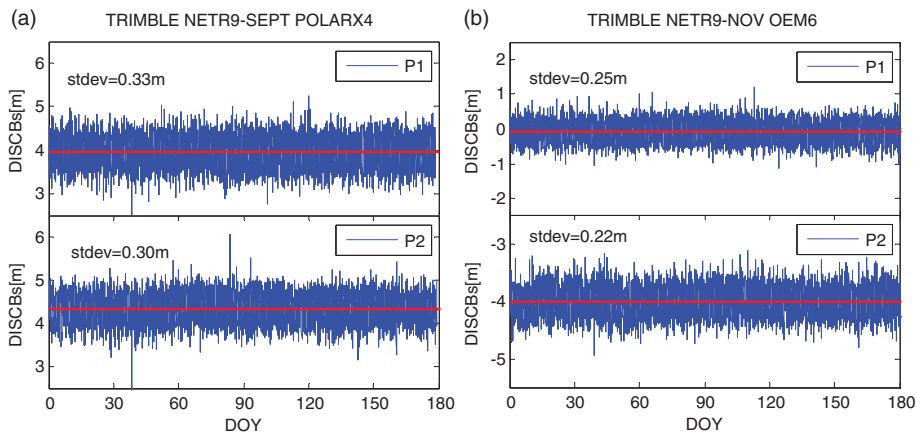 (a) TRIMBLE NETR9-SEPT POLARX4
6
5
4
3
DISCBs[m]
stdev=0.33m
P1
6
5
4
3
DISCBs[m]
stdev=0.30m
P2
0 30 60 90 120 150 180
DOY
(b) TRIMBLE NETR9-NOV OEM6
2
1
0
-1
-2
DISCBs[m]
stdev=0.25m
P1
-3
-4
-5
DISCBs[m]
stdev=0.22m
P2
0 30 60 90 120 150 180
DOY